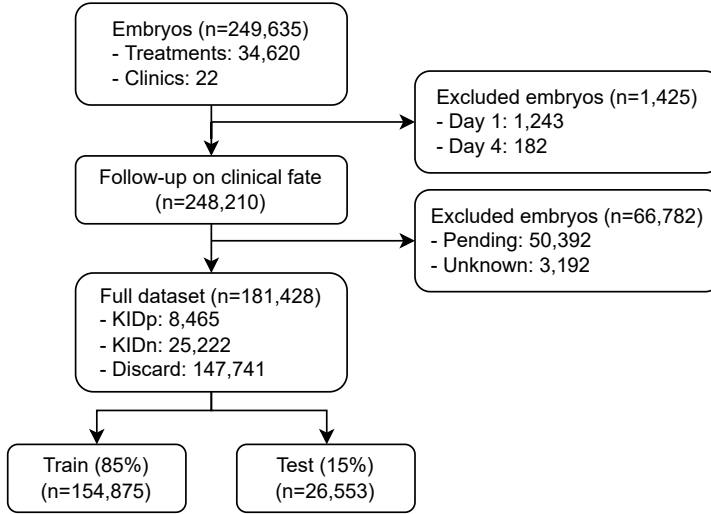 Embryos (n=249,635)
- Treatments: 34,620
- Clinics: 22
Excluded embryos (n=1,425)
- Day 1: 1,243
- Day 4: 182
Follow-up on clinical fate
(n=248,210)
Excluded embryos (n=66,782)
- Pending: 50,392
- Unknown: 3,192
Full dataset (n=181,428)
- KIDp: 8,465
- KIDn: 25,222
- Discard: 147,741
Train (85%)
(n=154,875)
Test (15%)
(n=26,553)